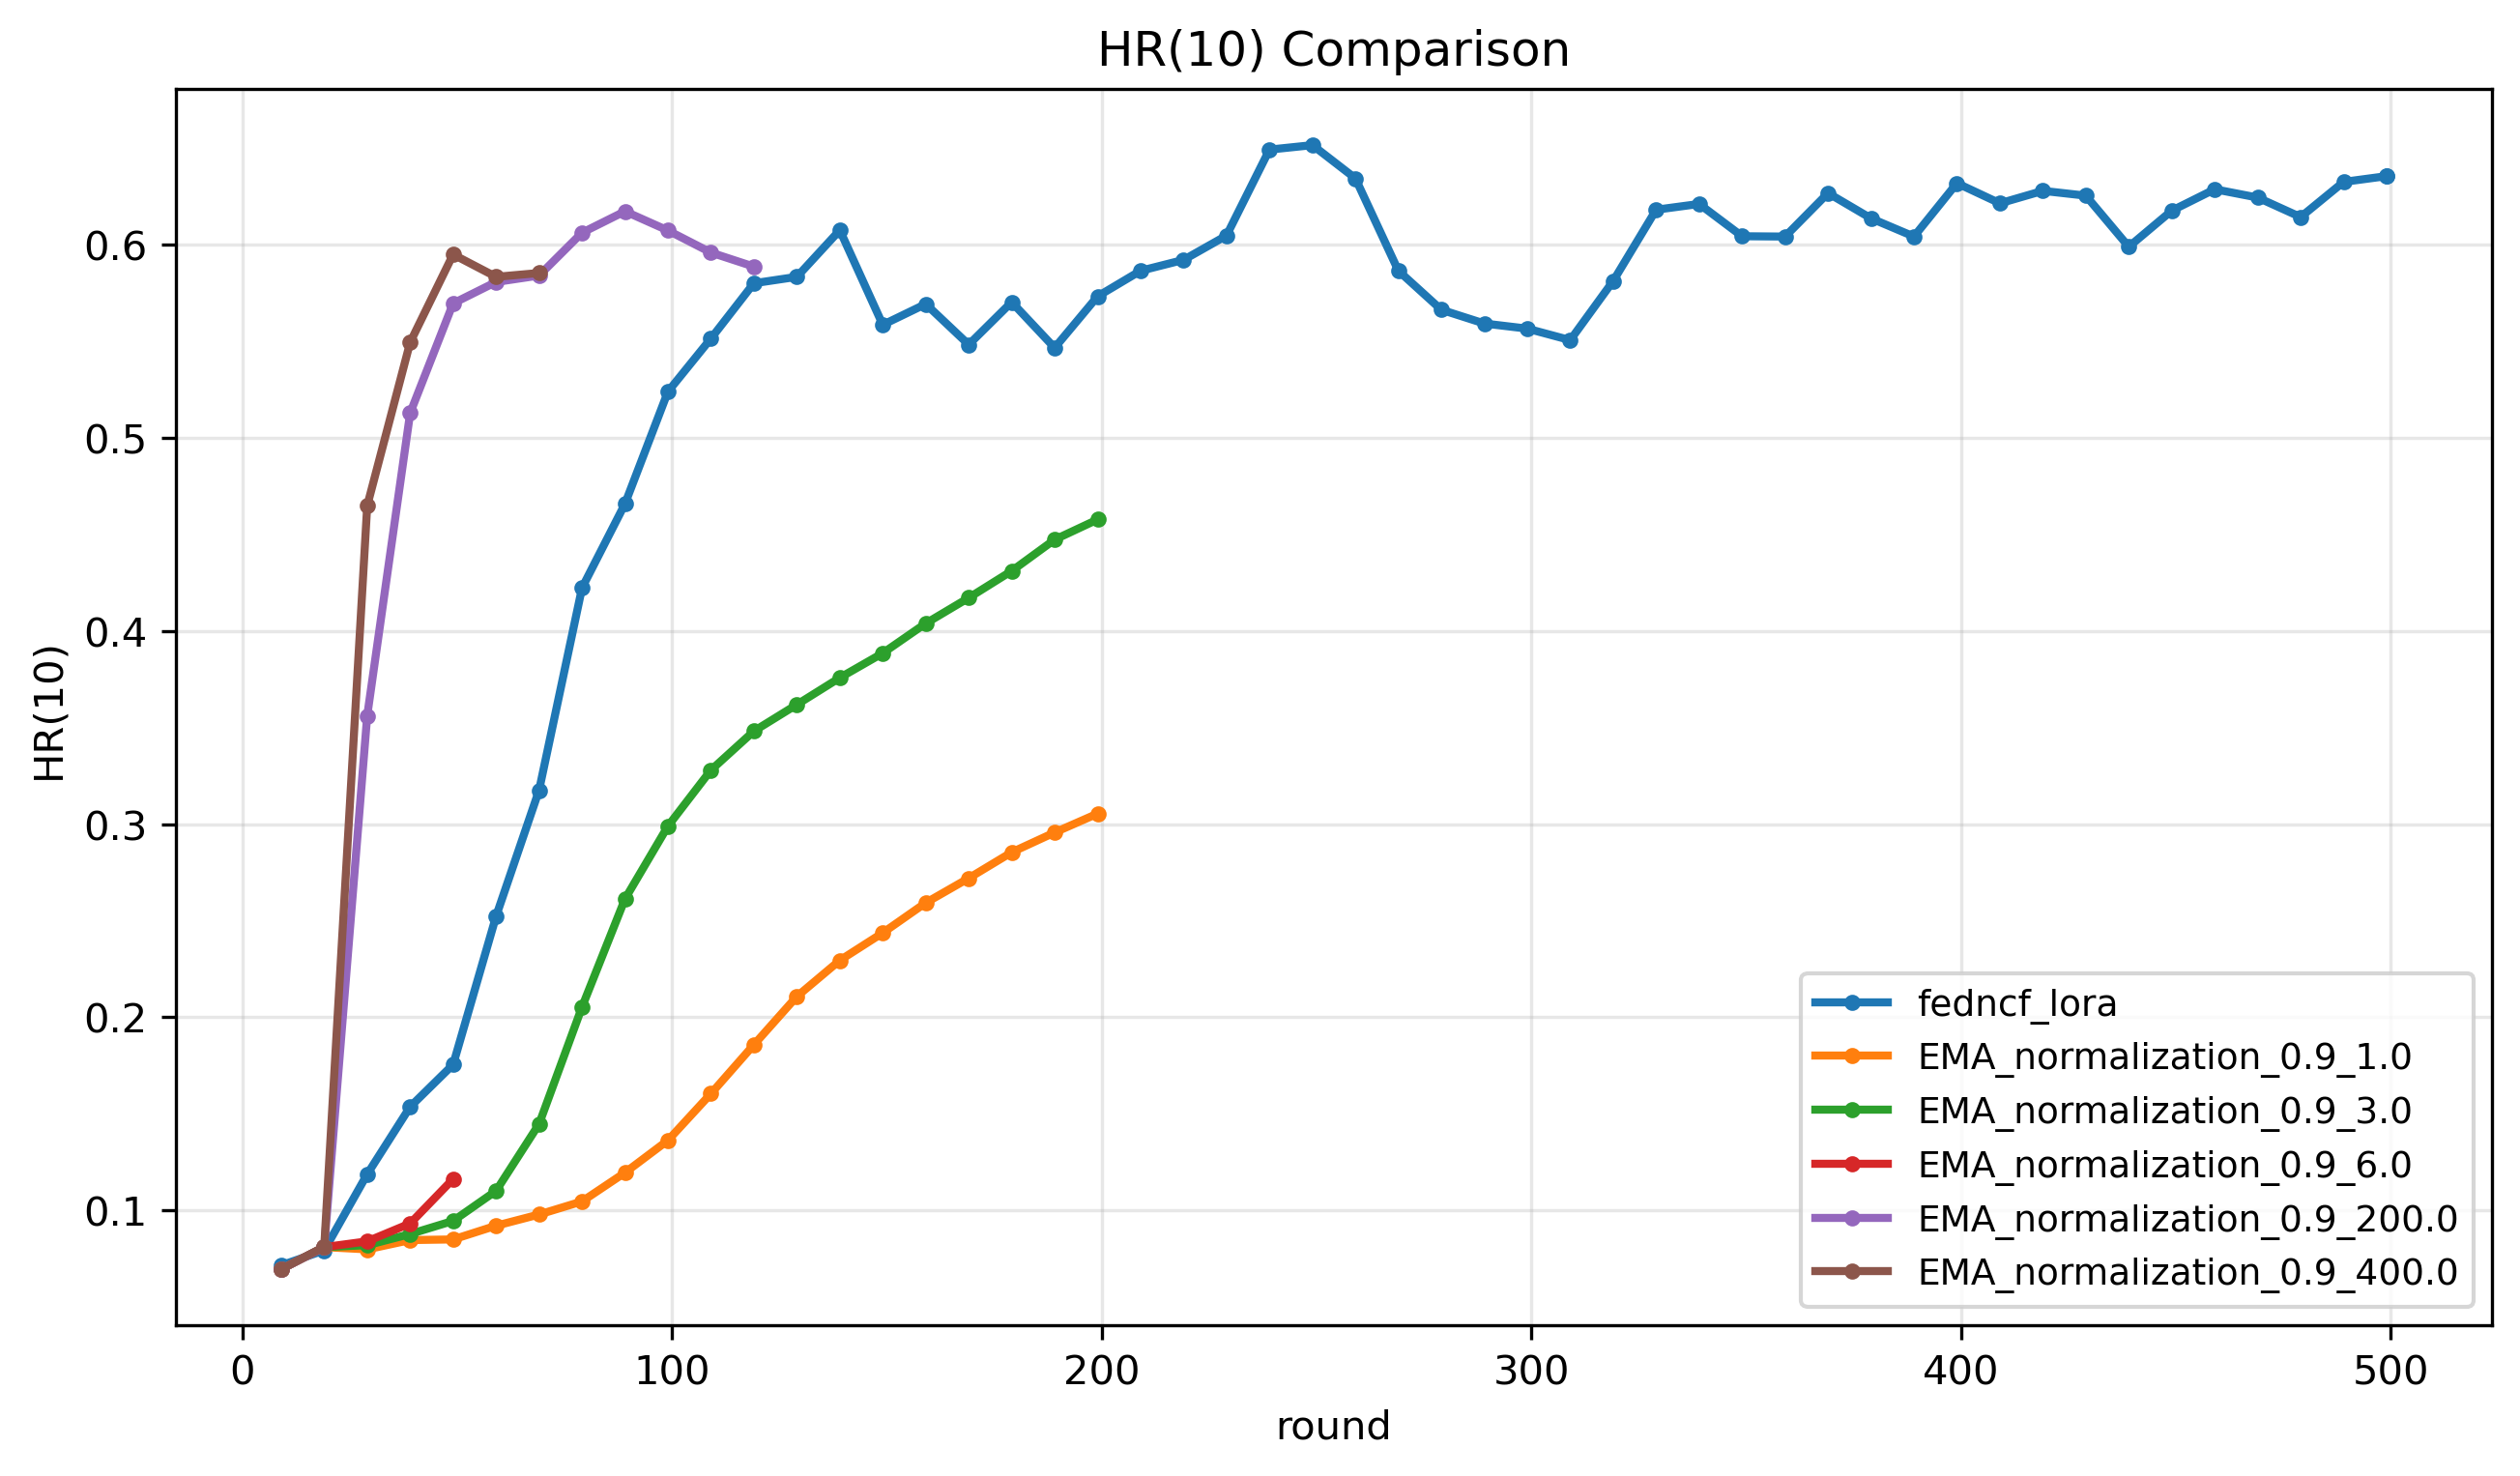 HR(10) Comparison
HR(10)
0.6
0.5
0.4
0.3
0.2
0.1
0 100 200 300 400 500
round
fedncf_lora
EMA_normalization_0.9_1.0
EMA_normalization_0.9_3.0
EMA_normalization_0.9_6.0
EMA_normalization_0.9_200.0
EMA_normalization_0.9_400.0